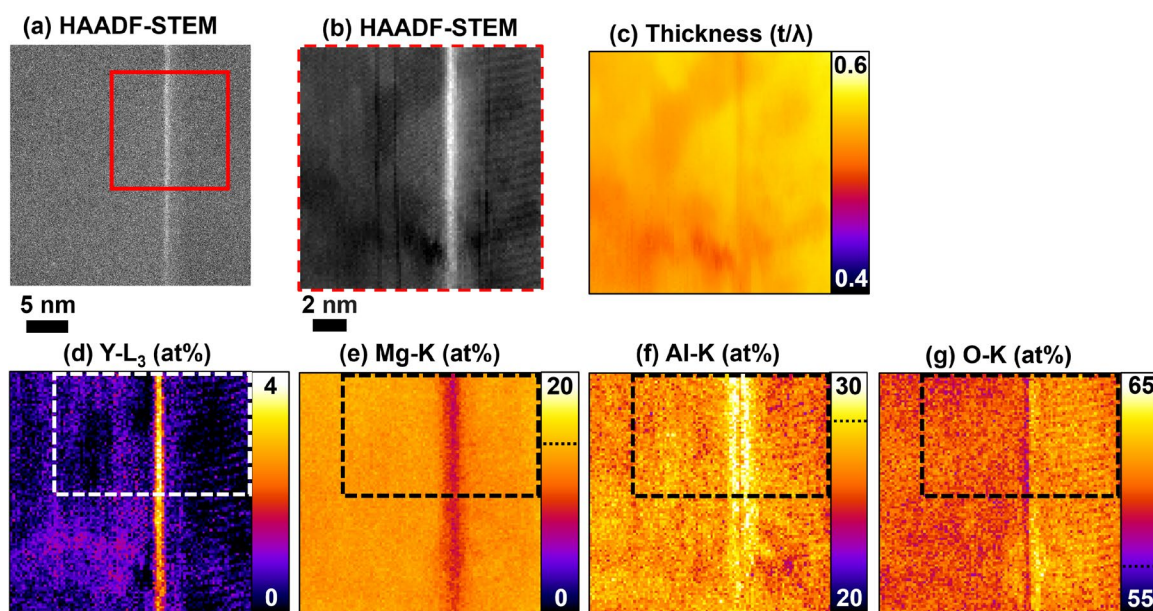 (a) HAADF-STEM
(b) HAADF-STEM
(c) Thickness (t/λ)
0.6
0.4
5 nm
2 nm
(d) Y-L₃ (at%)
(e) Mg-K (at%)
(f) Al-K (at%)
(g) O-K (at%)
4
20
30
65
0
0
20
55